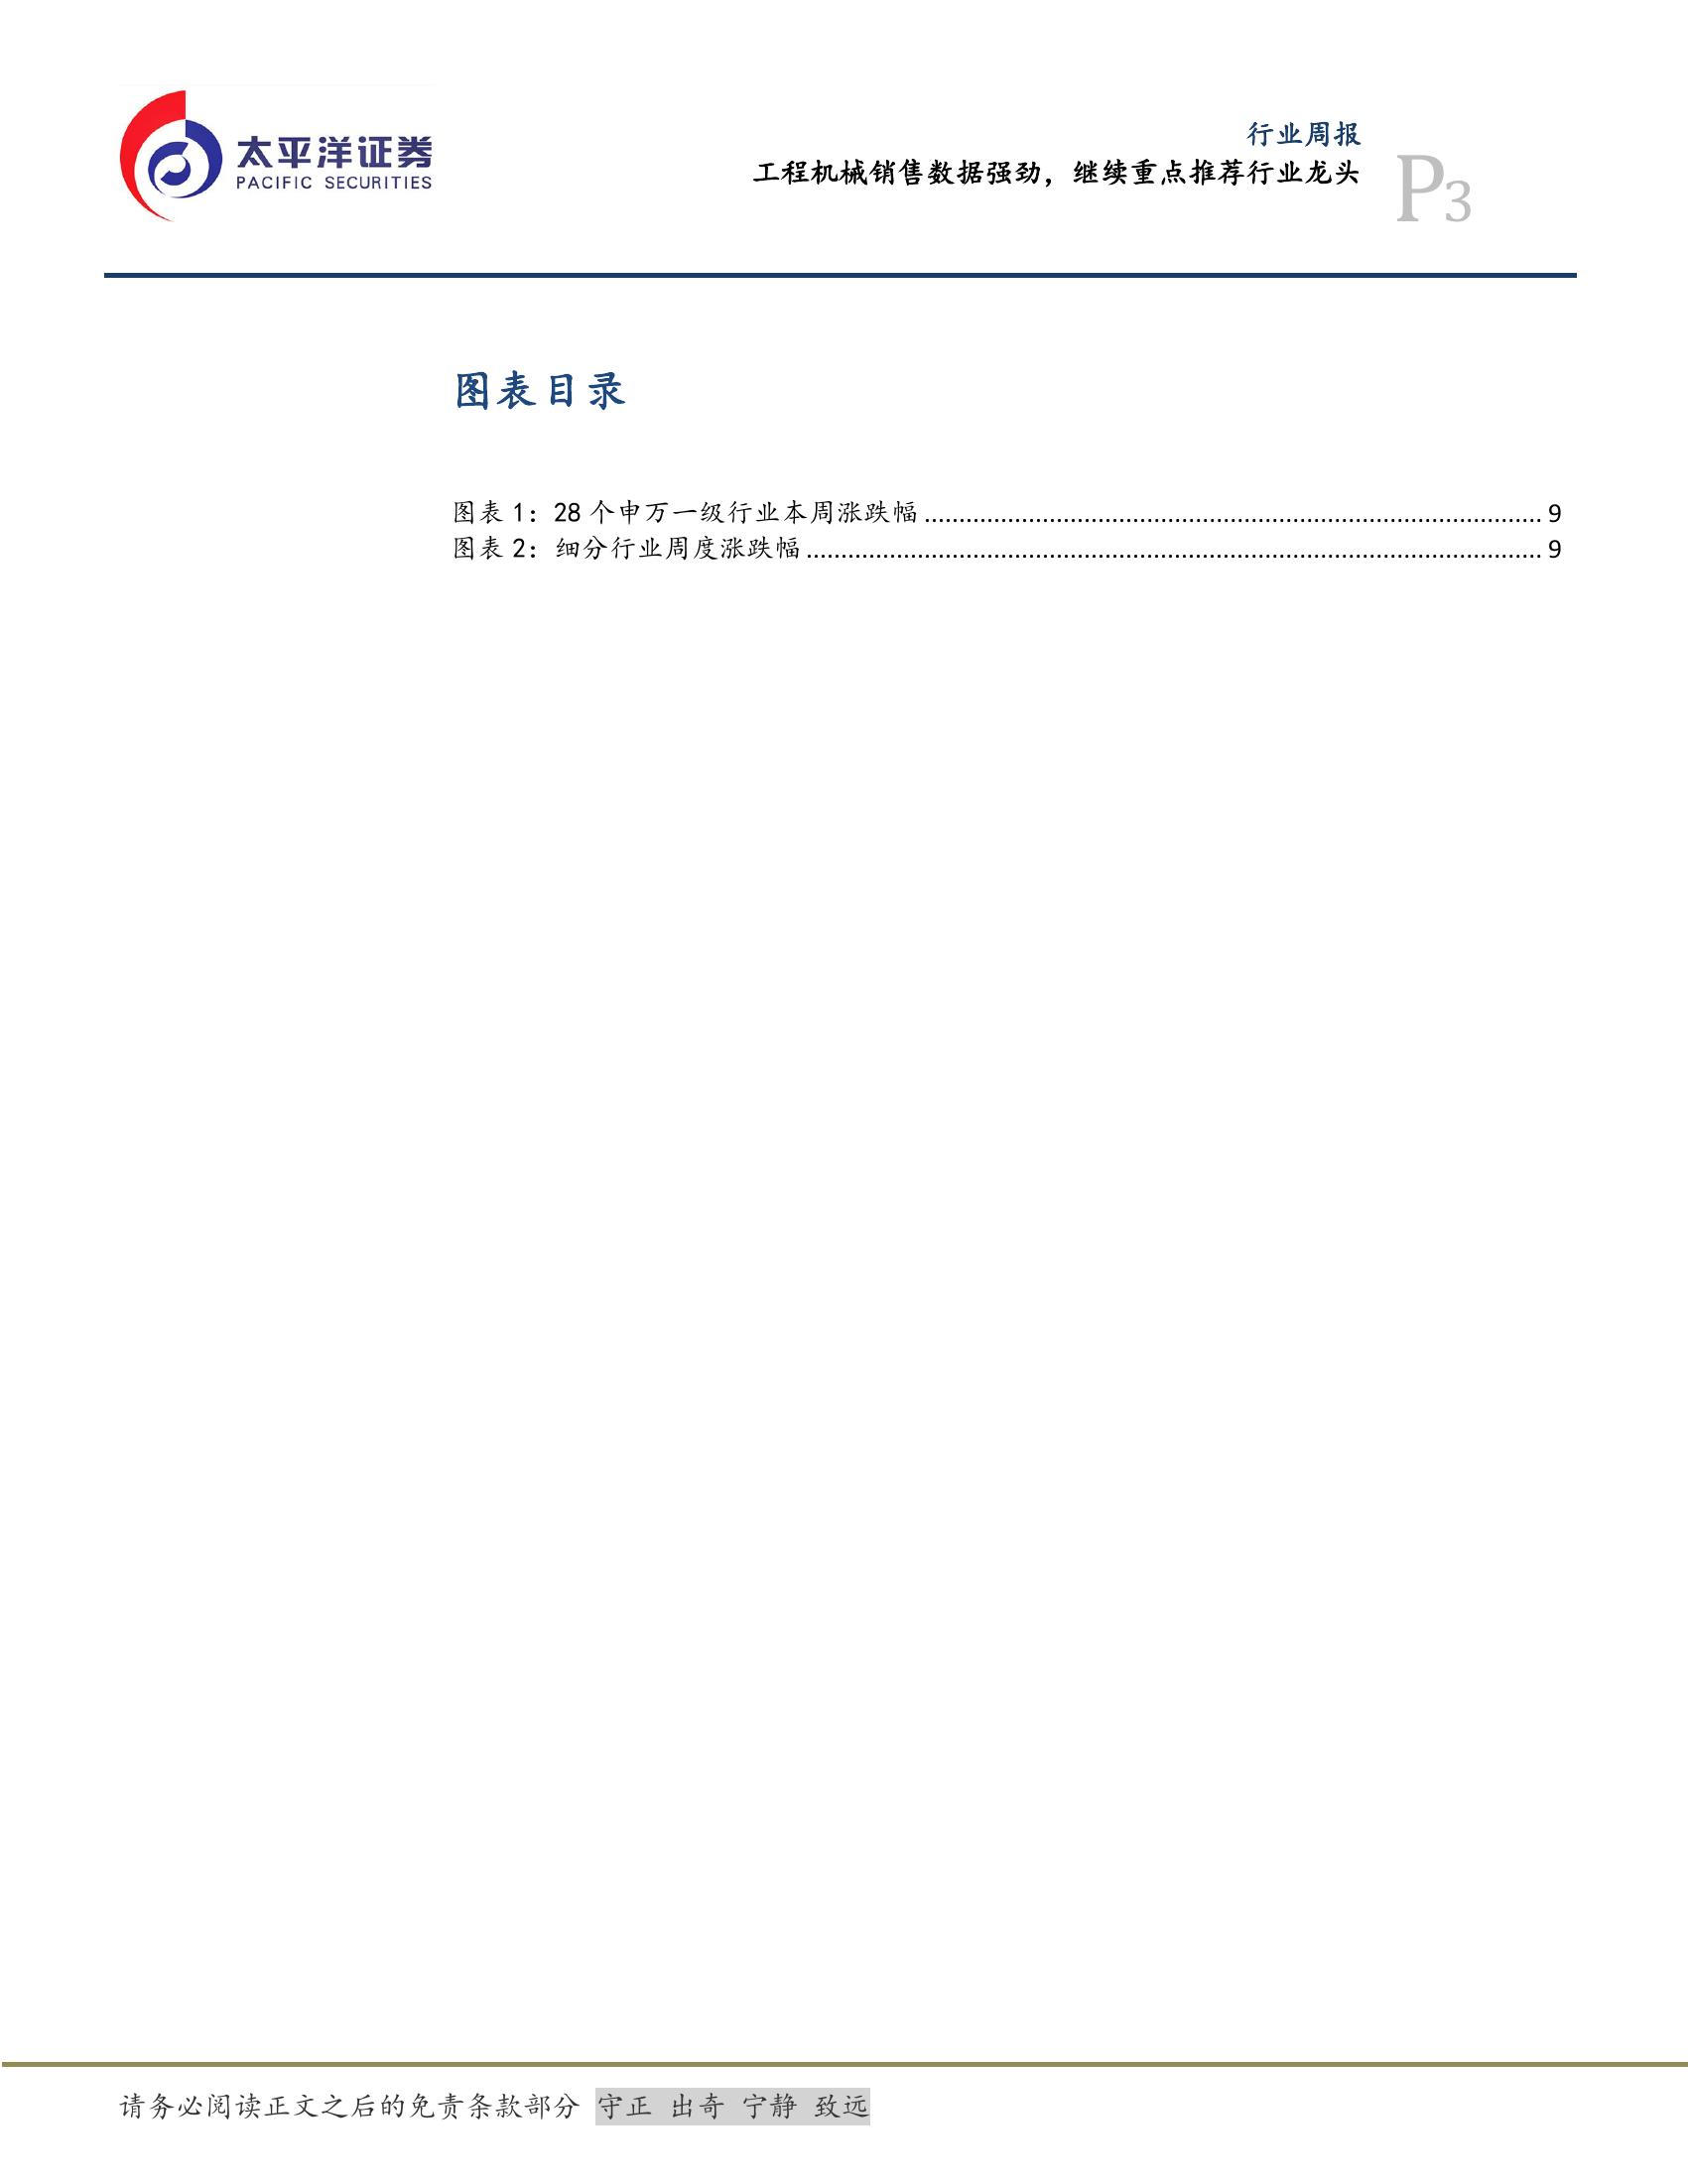 太平洋证券
PACIFIC SECURITIES
行业周报
工程机械销售数据强劲，继续重点推荐行业龙头
P3
图表目录
图表 1：28 个申万一级行业本周涨跌幅........................................................................................ 9
图表 2：细分行业周度涨跌幅......................................................................................................... 9
请务必阅读正文之后的免责条款部分 守正 出奇 宁静 致远